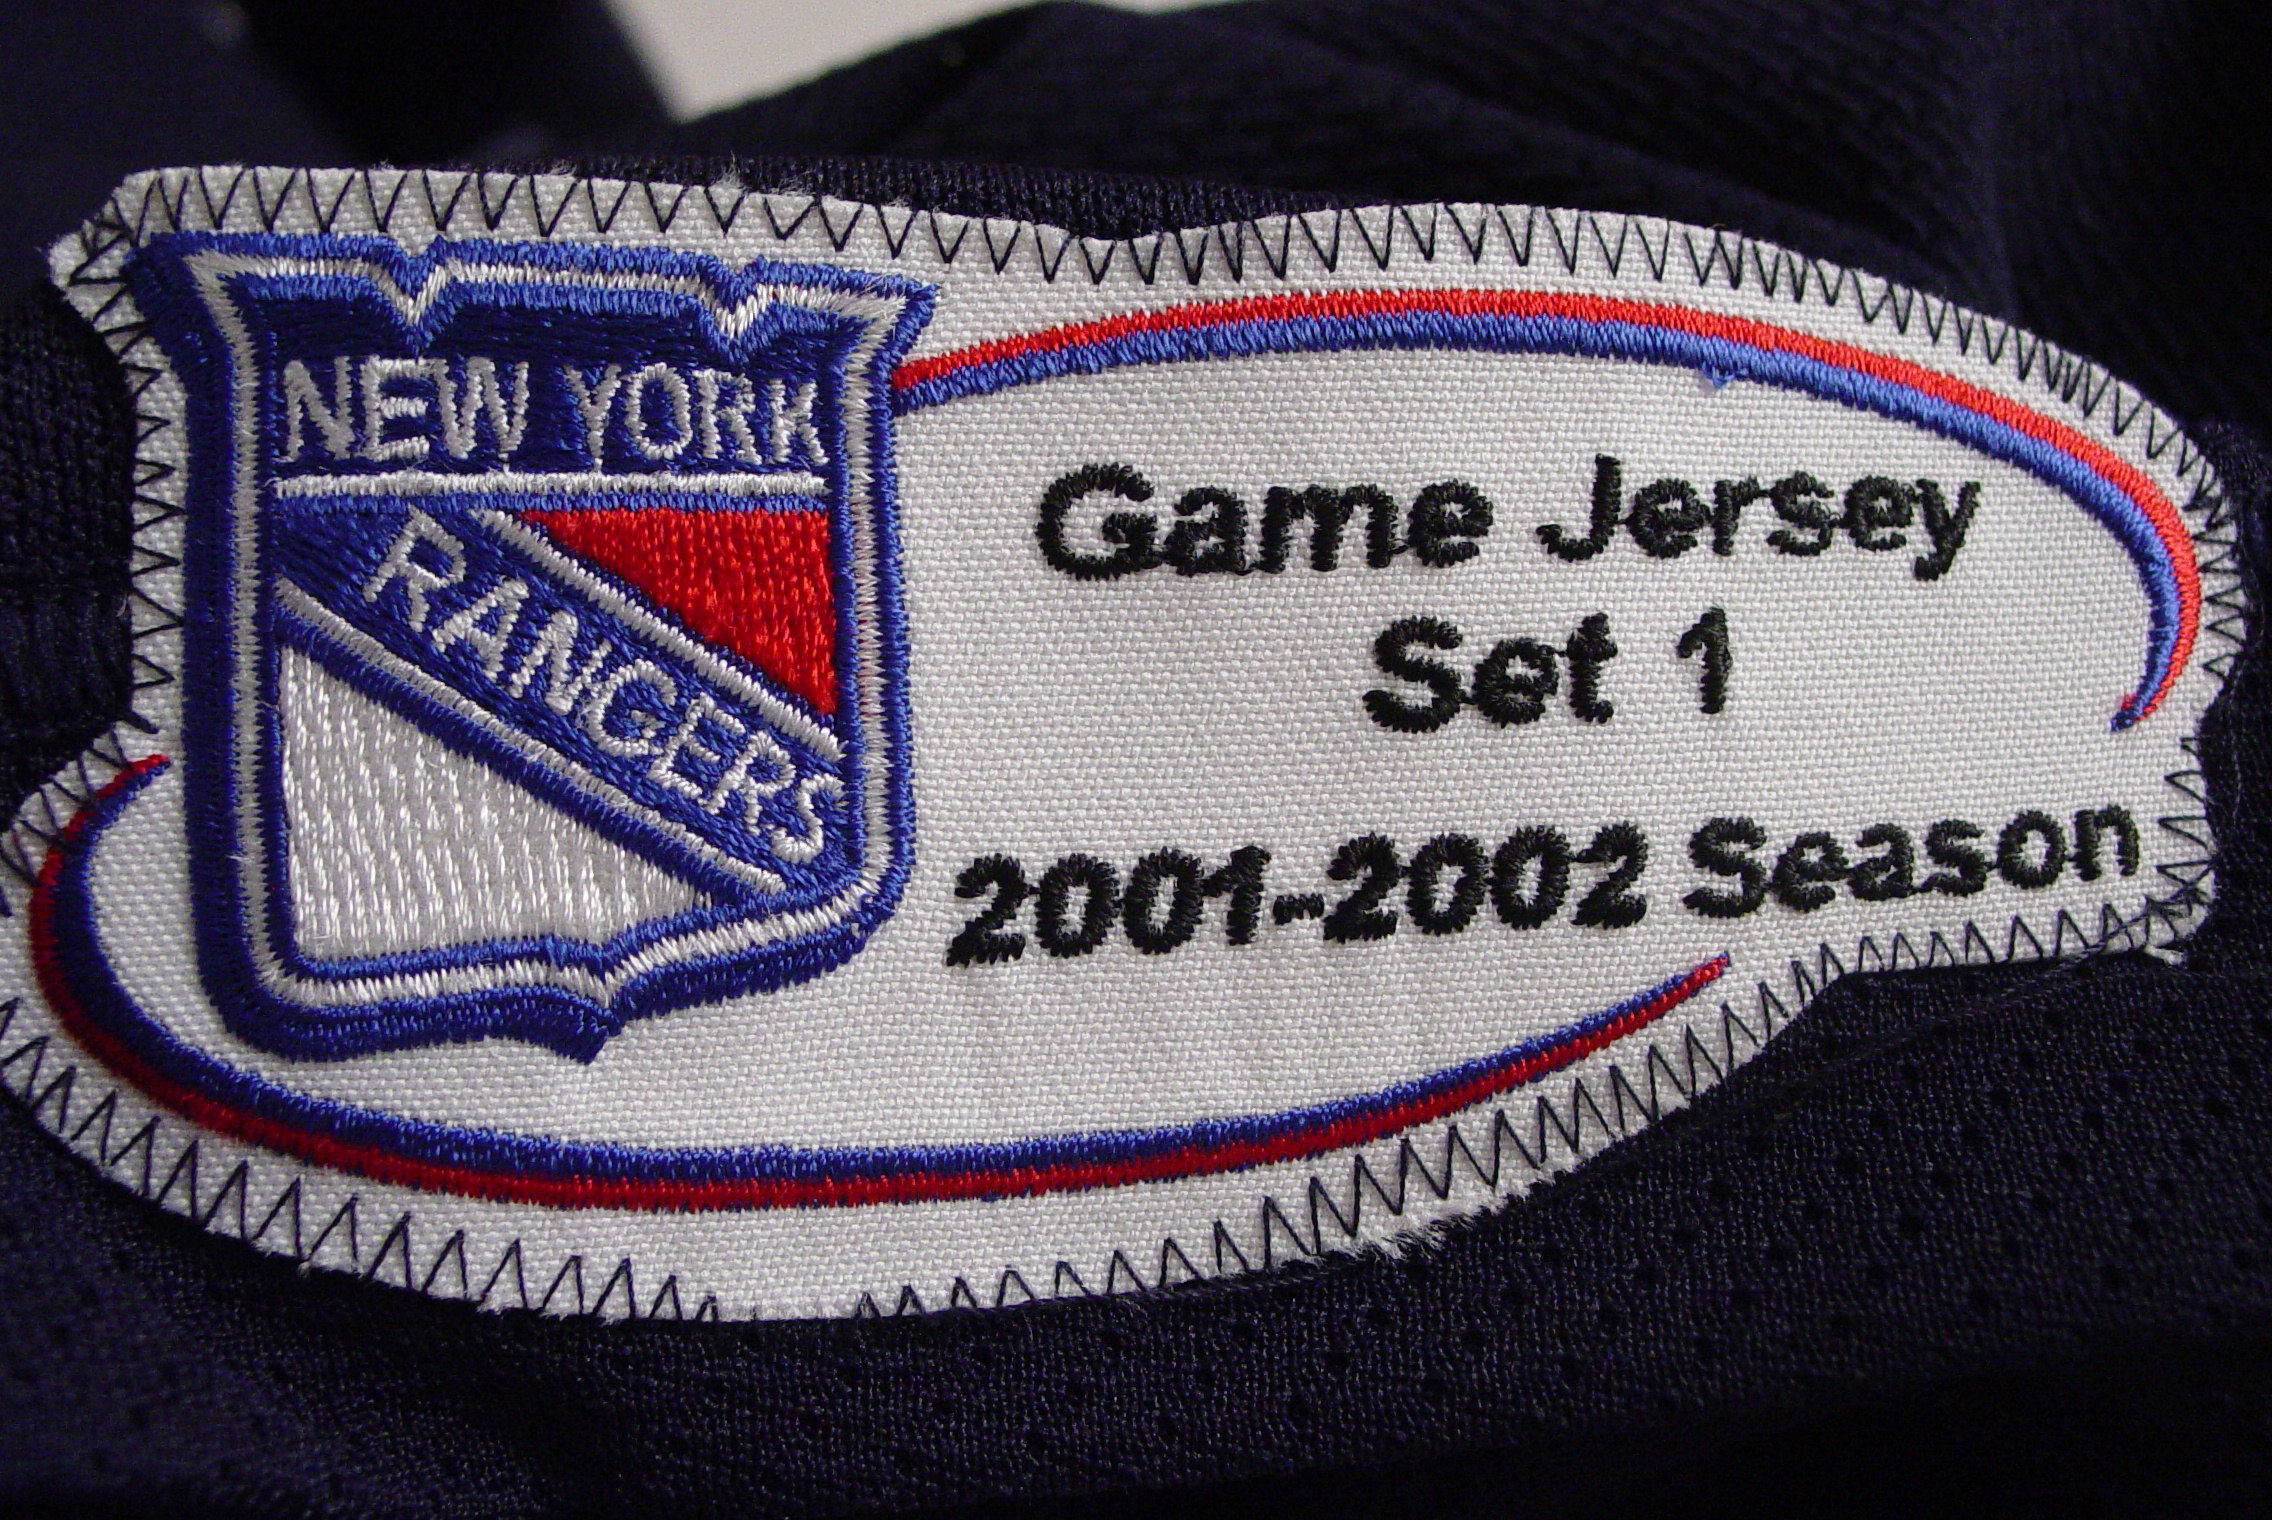 NEW YORK
RANGERS
Game Jersey
Set 1
2001-2002 Season